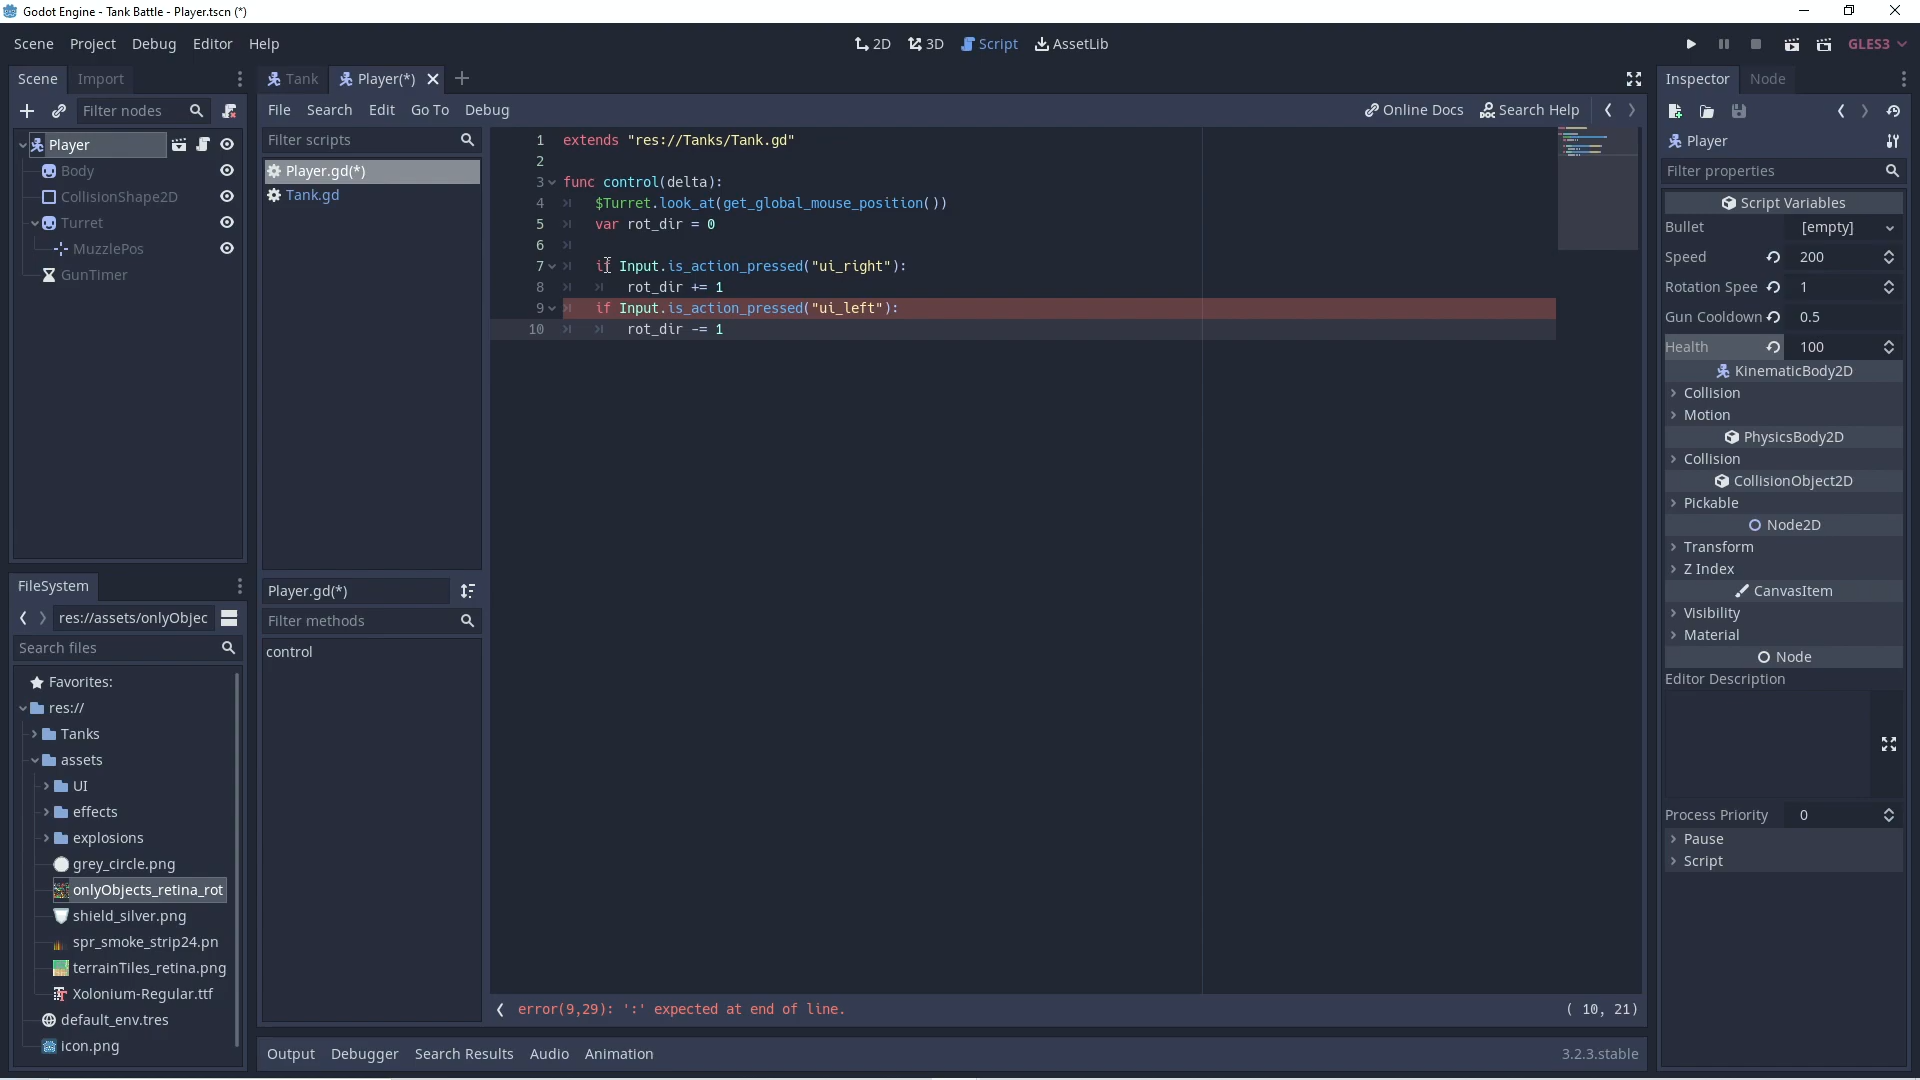 Godot Engine - Tank Battle - Player.tscn (*)
Scene Project Debug Editor Help
2D 3D Script AssetLib
GLES3
Scene Import
Filter nodes
Player
Body
CollisionShape2D
Turret
MuzzlePos
GunTimer
FileSystem
res://assets/onlyObjec
Search files
Favorites:
res://
Tanks
assets
UI
effects
explosions
grey_circle.png
onlyObjects_retina_rot
shield_silver.png
spr_smoke_strip24.pn
terrainTiles_retina.png
Xolonium-Regular.ttf
default_env.tres
icon.png
Tank Player(*)
File Search Edit Go To Debug
Online Docs Search Help
Filter scripts
Player.gd(*)
Tank.gd
Player.gd(*)
Filter methods
control
1 extends "res://Tanks/Tank.gd"
2
3 func control(delta):
4 $Turret.look_at(get_global_mouse_position())
5 var rot_dir = 0
6
7 if Input.is_action_pressed("ui_right"):
8 rot_dir += 1
9 if Input.is_action_pressed("ui_left"):
10 rot_dir -= 1
error(9,29): ':' expected at end of line.
( 10, 21)
Output Debugger Search Results Audio Animation
3.2.3.stable
Inspector Node
Player
Filter properties
Script Variables
Bullet [empty]
Speed 200
Rotation Spee 1
Gun Cooldown 0.5
Health 100
KinematicBody2D
Collision
Motion
PhysicsBody2D
Collision
CollisionObject2D
Pickable
Node2D
Transform
Z Index
CanvasItem
Visibility
Material
Node
Editor Description
Process Priority 0
Pause
Script